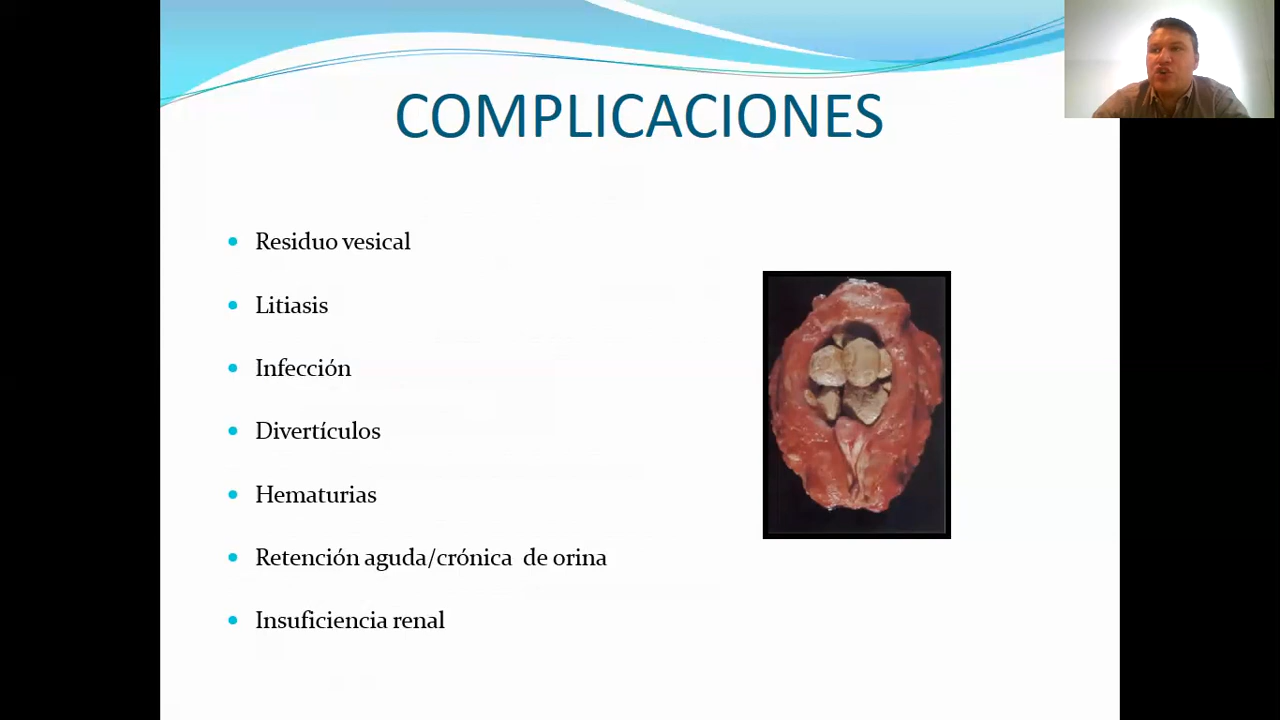 COMPLICACIONES
Residuo vesical
Litiasis
Infección
Divertículos
Hematurias
Retención aguda/crónica de orina
Insuficiencia renal